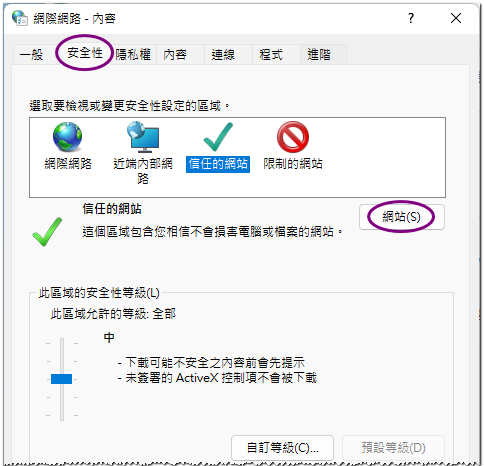 網際網路 - 內容
?
一般 安全性 隱私權 內容 連線 程式 進階
選取要檢視或變更安全性設定的區域。
網際網路 近端內部網路 信任的網站 限制的網站
信任的網站
網站(S)
這個區域包含您相信不會損害電腦或檔案的網站。
此區域的安全性等級(L)
此區域允許的等級: 全部
中
- 下載可能不安全之內容前會先提示
- 未簽署的 ActiveX 控制項不會被下載
自訂等級(C)... 預設等級(D)